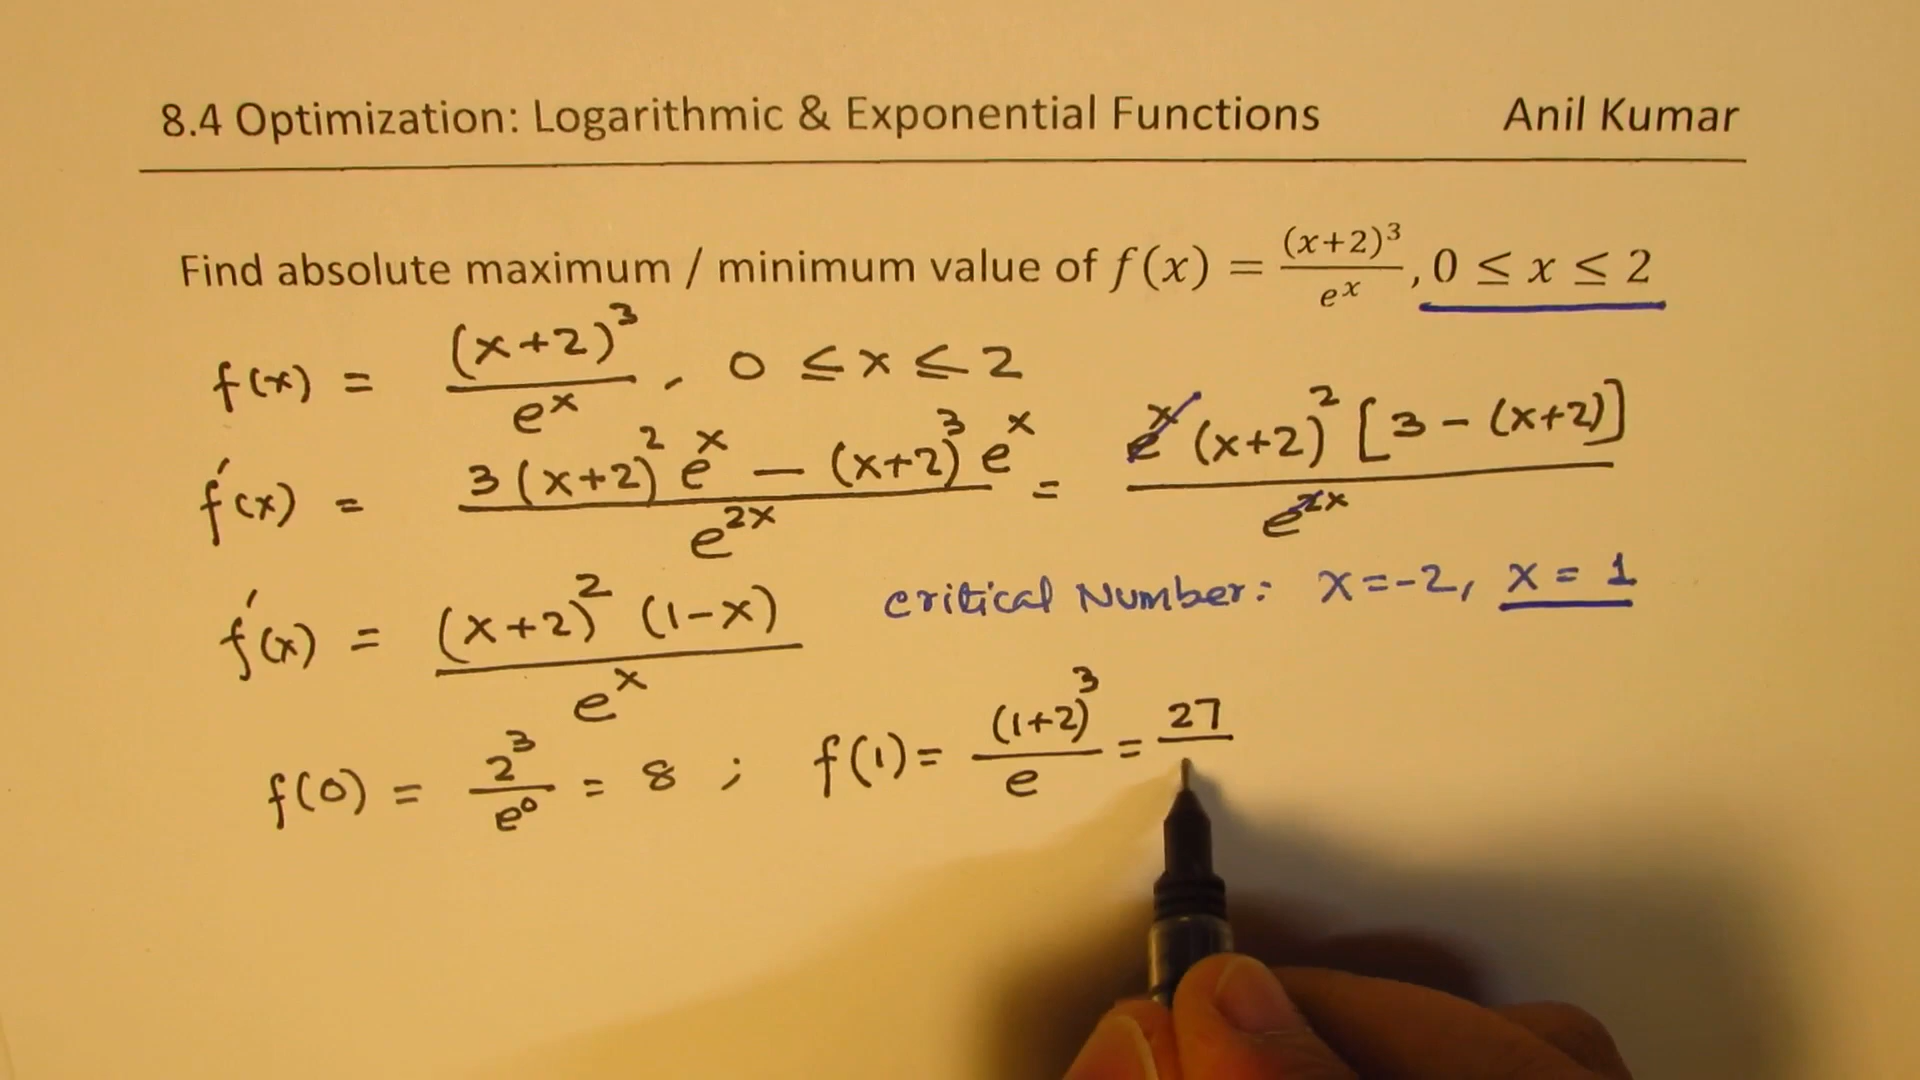 8.4 Optimization: Logarithmic & Exponential Functions Anil Kumar
Find absolute maximum / minimum value of f(x) = (x+2)³/eˣ, 0 ≤ x ≤ 2
f(x) = (x+2)³/eˣ, 0 ≤ x ≤ 2
f′(x) = (3(x+2)² eˣ − (x+2)³ eˣ)/e²ˣ = (eˣ (x+2)² [3 − (x+2)])/e²ˣ
f′(x) = ((x+2)² (1−x))/eˣ critical Number: x=−2, x = 1
f(0) = 2³/e⁰ = 8 ; f(1) = (1+2)³/e = 27